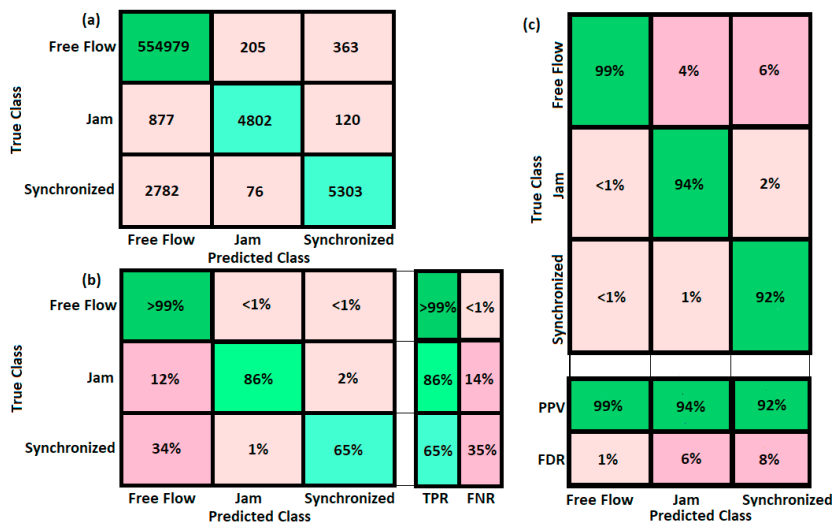 (a)
True Class
Free Flow 554979 205 363
Jam 877 4802 120
Synchronized 2782 76 5303
Free Flow Jam Synchronized
Predicted Class
(b)
True Class
Free Flow >99% <1% <1% >99% <1%
Jam 12% 86% 2% 86% 14%
Synchronized 34% 1% 65% 65% 35%
Free Flow Jam Synchronized TPR FNR
Predicted Class
(c)
True Class
Free Flow 99% 4% 6%
Jam <1% 94% 2%
Synchronized <1% 1% 92%
PPV 99% 94% 92%
FDR 1% 6% 8%
Free Flow Jam Synchronized
Predicted Class